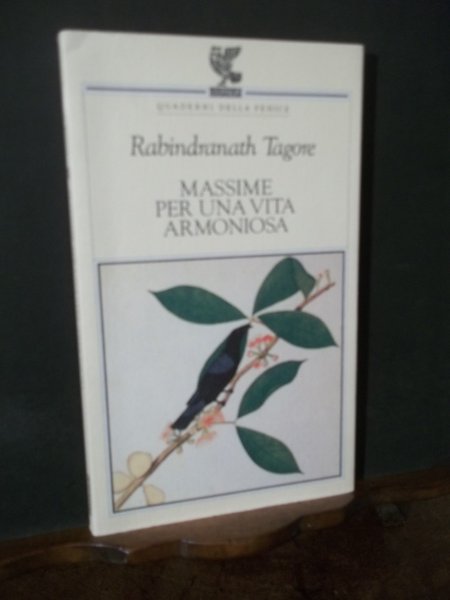 QUADERNI DELLA FENICE
Rabindranath Tagore
MASSIME
PER UNA VITA
ARMONIOSA